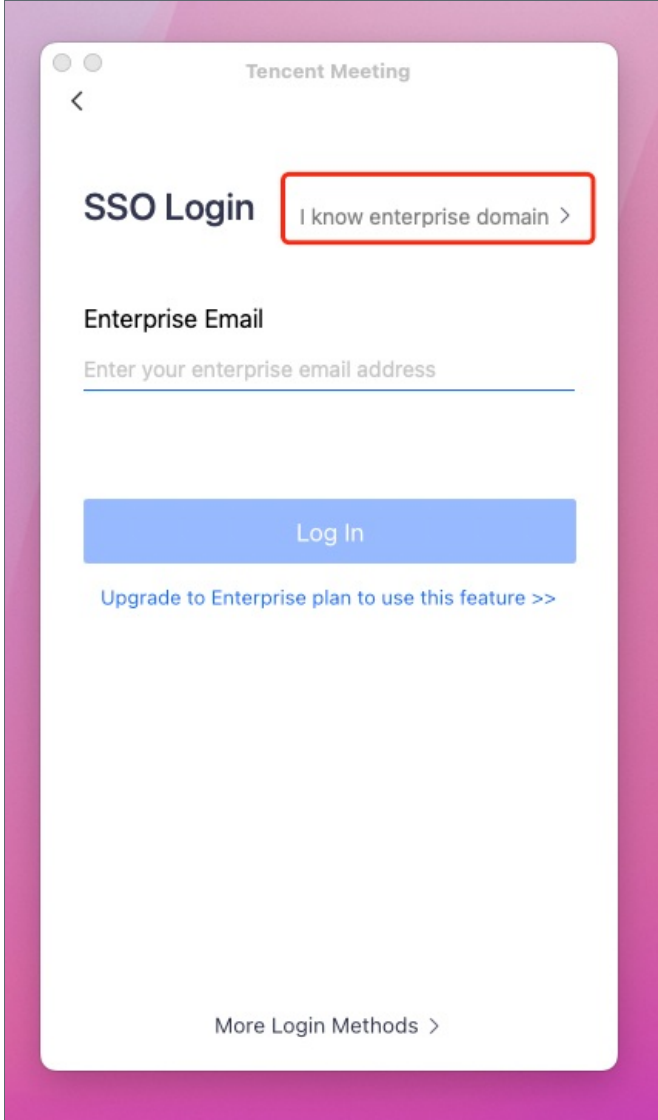 Tencent Meeting
SSO Login
I know enterprise domain >
Enterprise Email
Enter your enterprise email address
Log In
Upgrade to Enterprise plan to use this feature >>
More Login Methods >